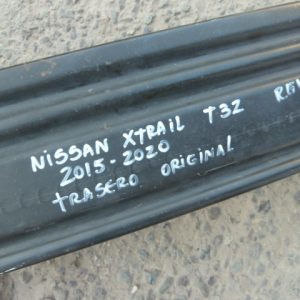 NISSAN XTRAIL T32
2015-2020
TRASERO ORIGINAL